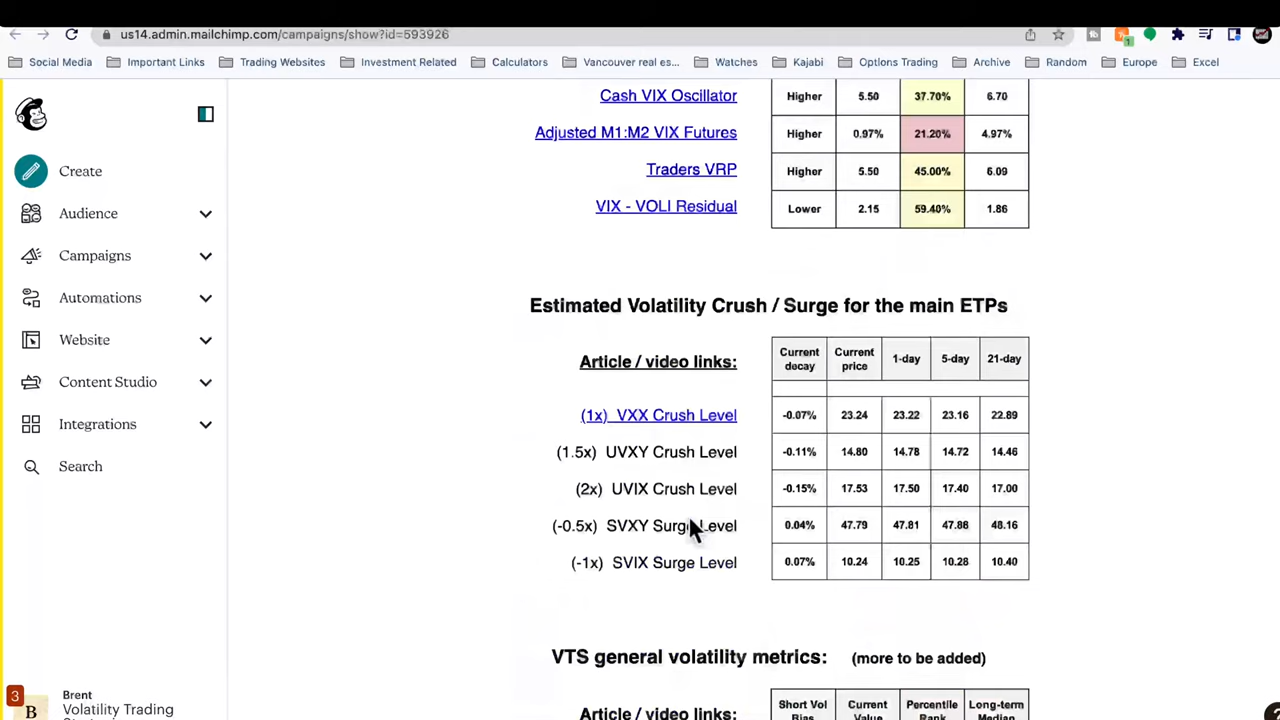 us14.admin.mailchimp.com/campaigns/show?id=593926
Social Media Important Links Trading Websites Investment Related Calculators Vancouver real es... Watches Kajabi Options Trading Archive Random Europe Excel
Create
Audience
Campaigns
Automations
Website
Content Studio
Integrations
Search
3
B
Brent
Volatility Trading
Cash VIX Oscillator Higher 5.50 37.70% 6.70
Adjusted M1:M2 VIX Futures Higher 0.97% 21.20% 4.97%
Traders VRP Higher 5.50 45.00% 6.09
VIX - VOLI Residual Lower 2.15 59.40% 1.86
Estimated Volatility Crush / Surge for the main ETPs
Article / video links: Current decay Current price 1-day 5-day 21-day
(1x) VXX Crush Level -0.07% 23.24 23.22 23.16 22.89
(1.5x) UVXY Crush Level -0.11% 14.80 14.78 14.72 14.46
(2x) UVIX Crush Level -0.15% 17.53 17.50 17.40 17.00
(-0.5x) SVXY Surge Level 0.04% 47.79 47.81 47.86 48.16
(-1x) SVIX Surge Level 0.07% 10.24 10.25 10.28 10.40
VTS general volatility metrics: (more to be added)
Article / video links: Short Vol Bias Current Value Percentile Rank Long-term Median